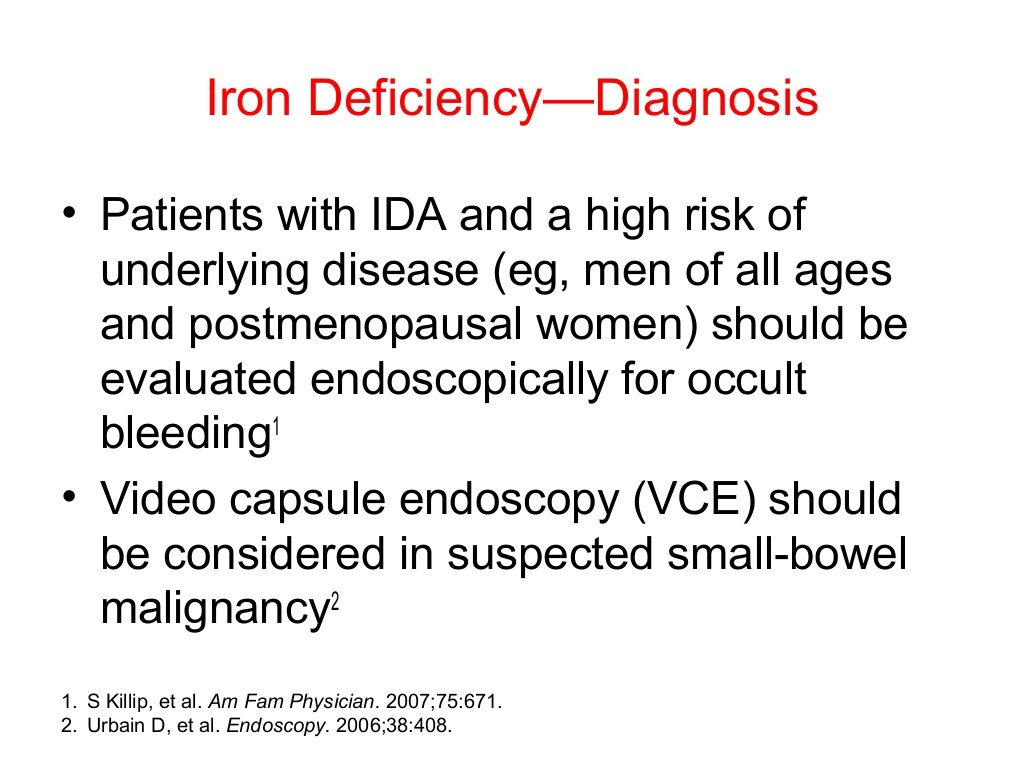 Iron Deficiency—Diagnosis
• Patients with IDA and a high risk of
underlying disease (eg, men of all ages
and postmenopausal women) should be
evaluated endoscopically for occult
bleeding1
• Video capsule endoscopy (VCE) should
be considered in suspected small-bowel
malignancy2
1. S Killip, et al. Am Fam Physician. 2007;75:671.
2. Urbain D, et al. Endoscopy. 2006;38:408.